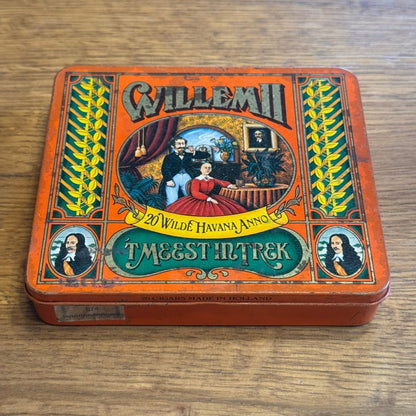 WILLEM II
20 WILDE HAVANA ANNO
'T MEEST IN TREK
20 CIGARS MADE IN HOLLAND